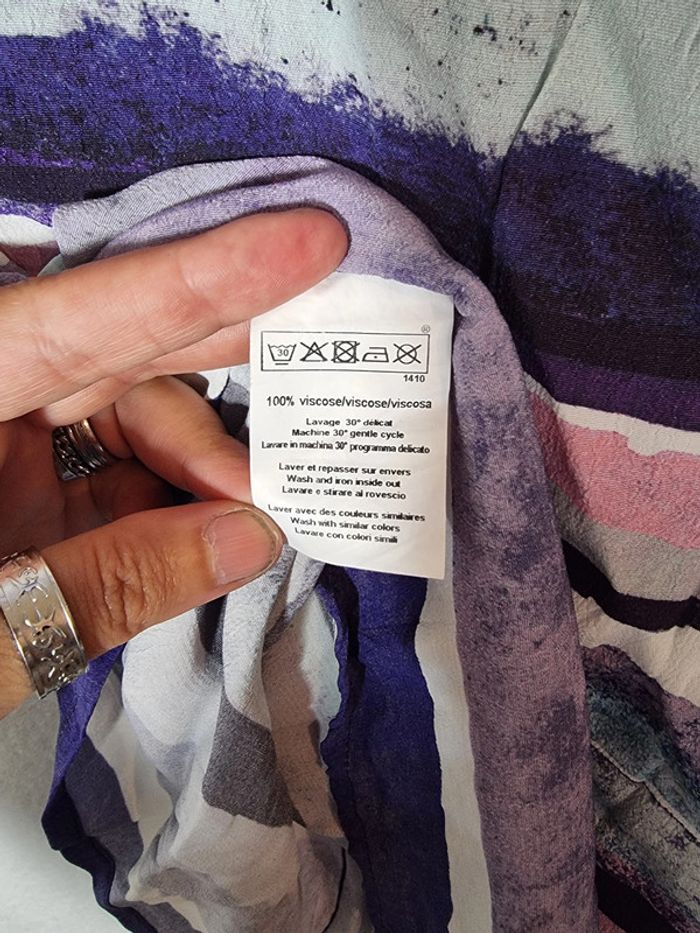 ®
30
1410
100% viscose/viscose/viscosa
Lavage 30° délicat
Machine 30° gentle cycle
Lavare in machina 30° programma delicato
Laver et repasser sur envers
Wash and iron inside out
Lavare e stirare al rovescio
Laver avec des couleurs similaires
Wash with similar colors
Lavare con colori simili